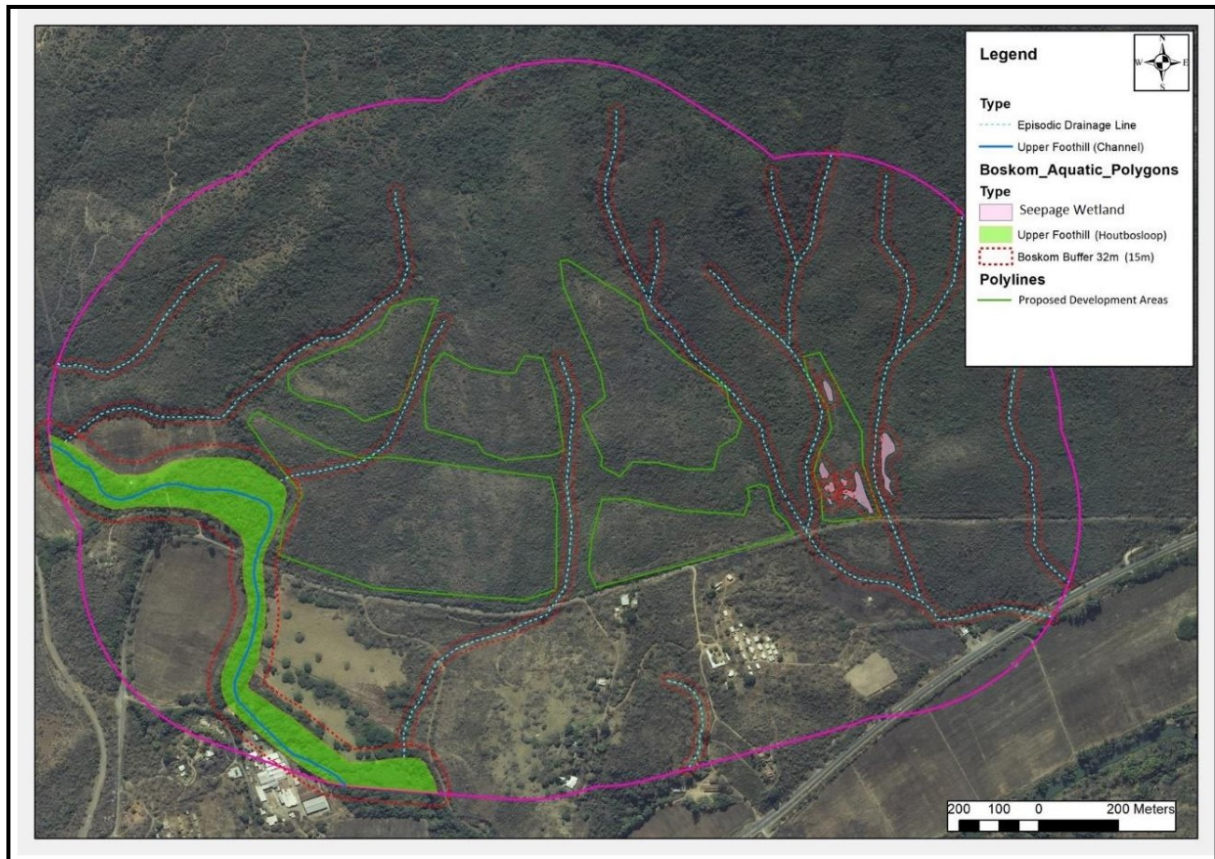 Legend
N
W E
S
Type
Episodic Drainage Line
Upper Foothill (Channel)
Boskom_Aquatic_Polygons
Type
Seepage Wetland
Upper Foothill (Houtbosloop)
Boskom Buffer 32m (15m)
Polylines
Proposed Development Areas
200 100 0 200 Meters